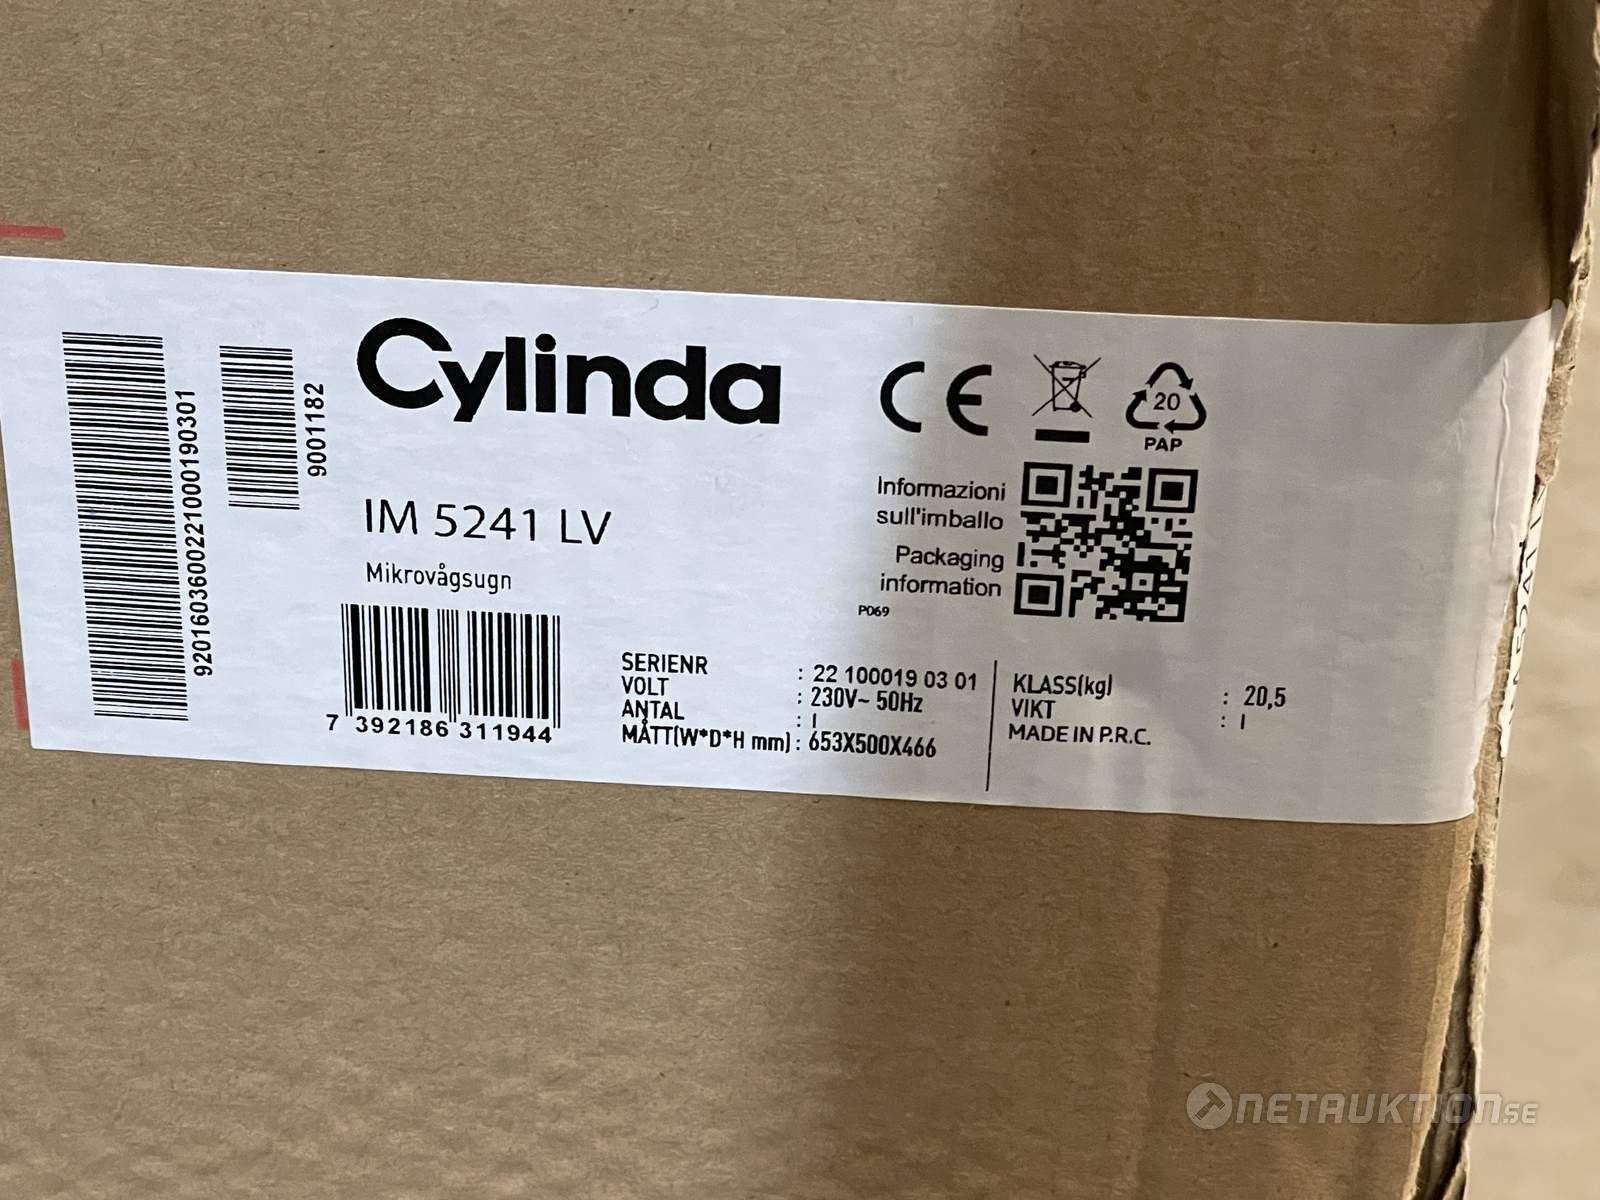 Cylinda
IM 5241 LV
Mikrovågsugn
9201603600221000190301
9001182
7 392186 311944
20
PAP
Informazioni
sull'imballo
Packaging
information
P069
SERIENR : 22 100019 03 01
VOLT : 230V~ 50Hz
ANTAL : 1
MÅTT(W*D*H mm) : 653X500X466
KLASS(kg) : 20,5
VIKT : 1
MADE IN P.R.C.
NETAUKTION.SE